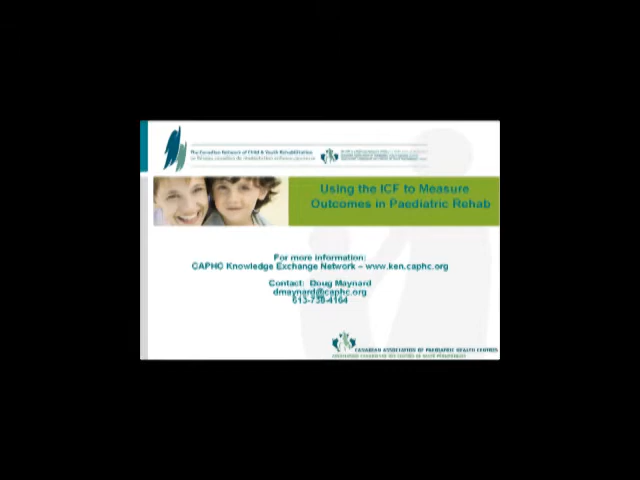 The Canadian Network of Child & Youth Rehabilitation
Using the ICF to Measure
Outcomes in Paediatric Rehab
For more information:
CAPHC Knowledge Exchange Network – www.ken.caphc.org
Contact: Doug Maynard
dmaynard@caphc.org
CANADIAN ASSOCIATION OF PAEDIATRIC HEALTH CENTRES